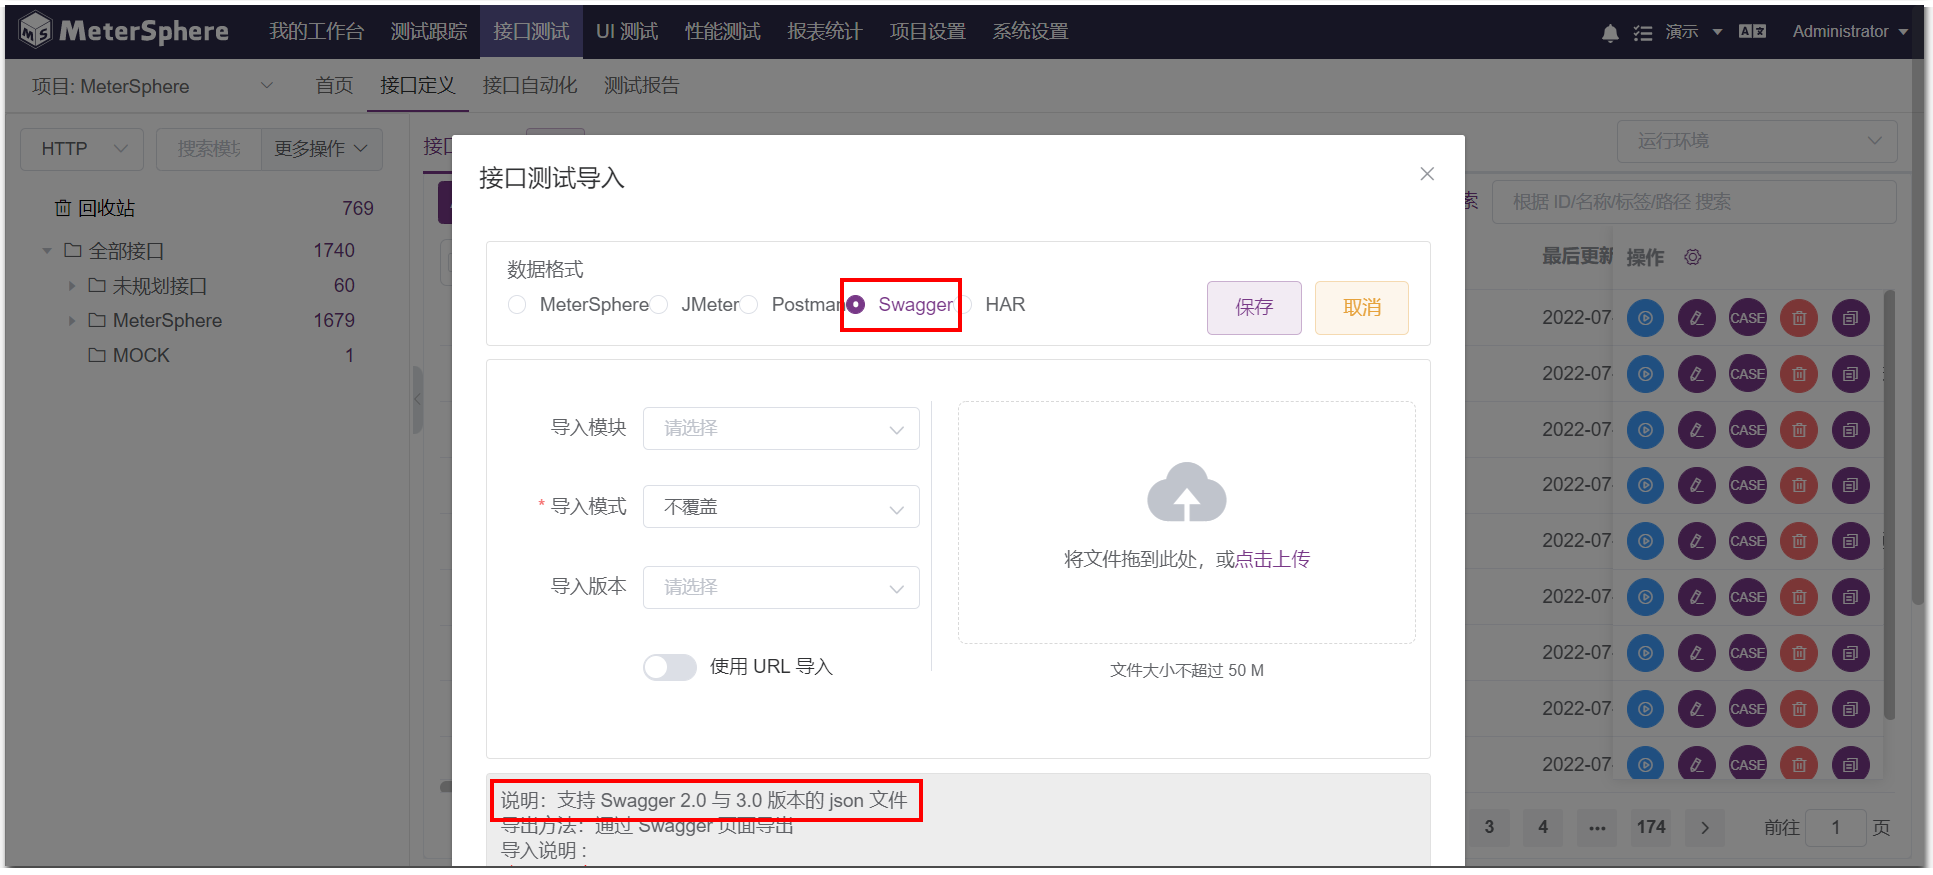 MeterSphere 我的工作台 测试跟踪 接口测试 UI 测试 性能测试 报表统计 项目设置 系统设置 演示 Administrator
项目: MeterSphere 首页 接口定义 接口自动化 测试报告
HTTP 搜索模块 更多操作 接口 运行环境
接口测试导入
回收站 769 索 根据 ID/名称/标签/路径 搜索
全部接口 1740 最后更新 操作
未规划接口 60
MeterSphere 1679
MOCK 1
数据格式
MeterSphere JMeter Postman Swagger HAR 保存 取消
2022-07 CASE
2022-07 CASE
2022-07 CASE
2022-07 CASE
2022-07 CASE
2022-07 CASE
2022-07 CASE
2022-07 CASE
2022-07 CASE
导入模块 请选择
* 导入模式 不覆盖
导入版本 请选择
使用 URL 导入
将文件拖到此处，或点击上传
文件大小不超过 50 M
说明：支持 Swagger 2.0 与 3.0 版本的 json 文件
导出方法：通过 Swagger 页面导出
导入说明 :
3 4 ••• 174 前往 1 页